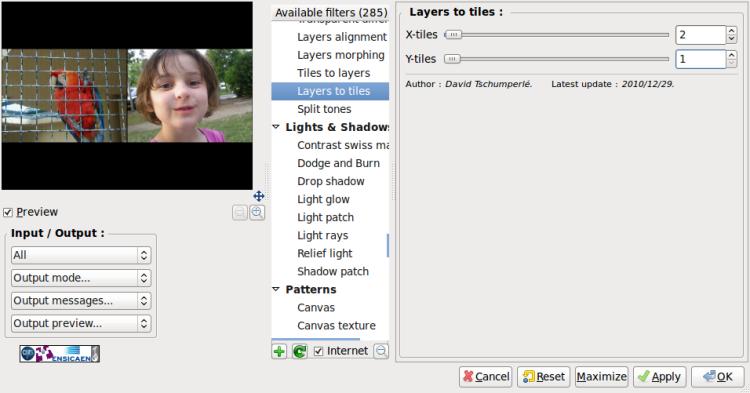 Available filters (285)
Layers alignment
Layers morphing
Tiles to layers
Layers to tiles
Split tones
Lights & Shadows
Contrast swiss ma
Dodge and Burn
Drop shadow
Light glow
Light patch
Light rays
Relief light
Shadow patch
Patterns
Canvas
Canvas texture
Internet
Preview
Input / Output :
All
Output mode...
Output messages...
Output preview...
ENSICAEN
Layers to tiles :
X-tiles 2
Y-tiles 1
Author : David Tschumperlé. Latest update : 2010/12/29.
Cancel Reset Maximize Apply OK